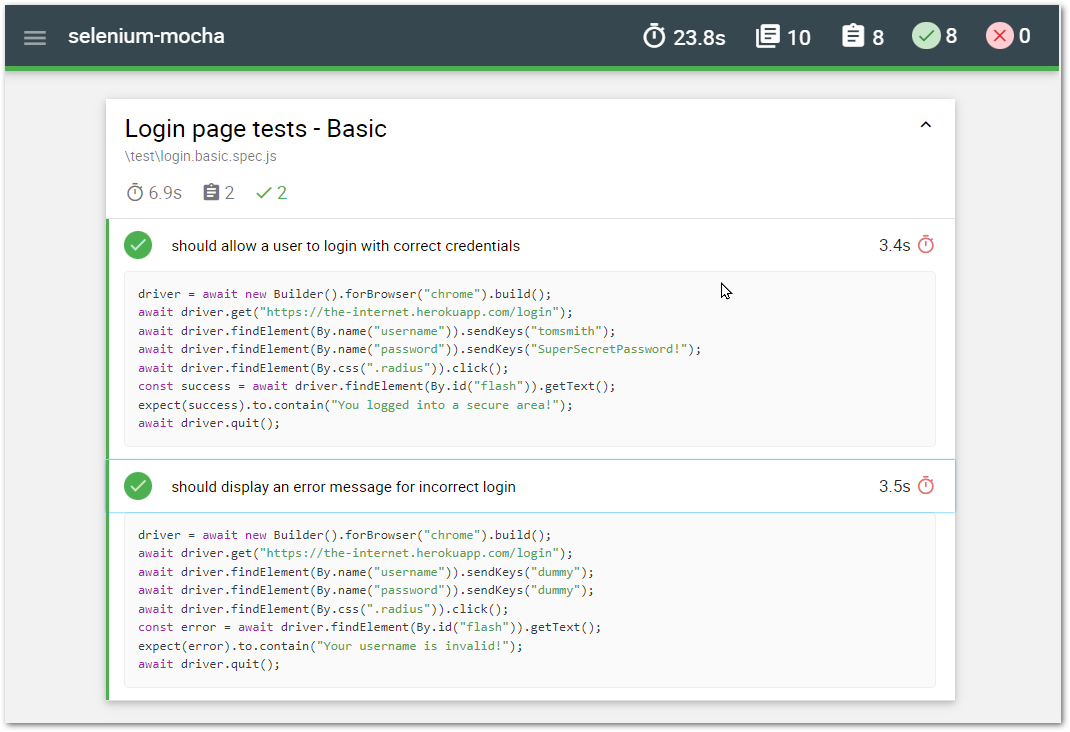 selenium-mocha 23.8s 10 8 8 0
Login page tests - Basic
\test\login.basic.spec.js
6.9s 2 2
should allow a user to login with correct credentials 3.4s
driver = await new Builder().forBrowser("chrome").build();
await driver.get("https://the-internet.herokuapp.com/login");
await driver.findElement(By.name("username")).sendKeys("tomsmith");
await driver.findElement(By.name("password")).sendKeys("SuperSecretPassword!");
await driver.findElement(By.css(".radius")).click();
const success = await driver.findElement(By.id("flash")).getText();
expect(success).to.contain("You logged into a secure area!");
await driver.quit();
should display an error message for incorrect login 3.5s
driver = await new Builder().forBrowser("chrome").build();
await driver.get("https://the-internet.herokuapp.com/login");
await driver.findElement(By.name("username")).sendKeys("dummy");
await driver.findElement(By.name("password")).sendKeys("dummy");
await driver.findElement(By.css(".radius")).click();
const error = await driver.findElement(By.id("flash")).getText();
expect(error).to.contain("Your username is invalid!");
await driver.quit();